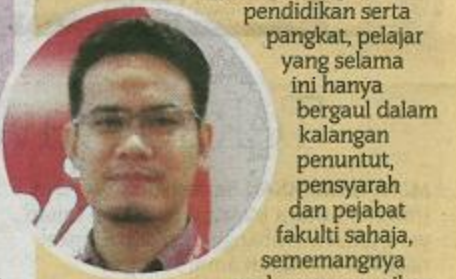 pendidikan serta
pangkat, pelajar
yang selama
ini hanya
bergaul dalam
kalangan
penuntut,
pensyarah
dan pejabat
fakulti sahaja,
sememangnya